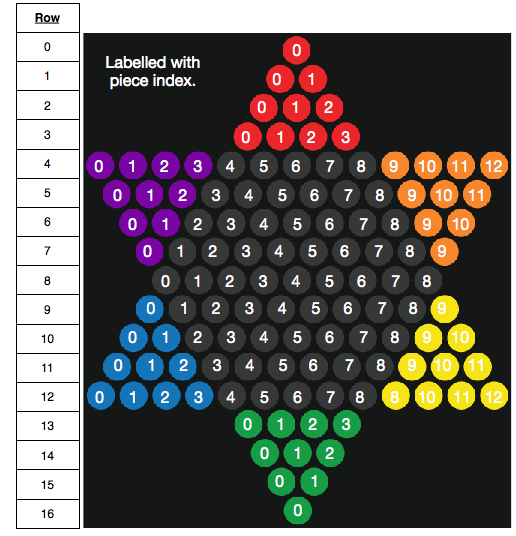 Row
Labelled with
piece index.
0 0
1 0 1
2 0 1 2
3 0 1 2 3
4 0 1 2 3 4 5 6 7 8 9 10 11 12
5 0 1 2 3 4 5 6 7 8 9 10 11
6 0 1 2 3 4 5 6 7 8 9 10
7 0 1 2 3 4 5 6 7 8 9
8 0 1 2 3 4 5 6 7 8
9 0 1 2 3 4 5 6 7 8 9
10 0 1 2 3 4 5 6 7 8 9 10
11 0 1 2 3 4 5 6 7 8 9 10 11
12 0 1 2 3 4 5 6 7 8 8 10 11 12
13 0 1 2 3
14 0 1 2
15 0 1
16 0